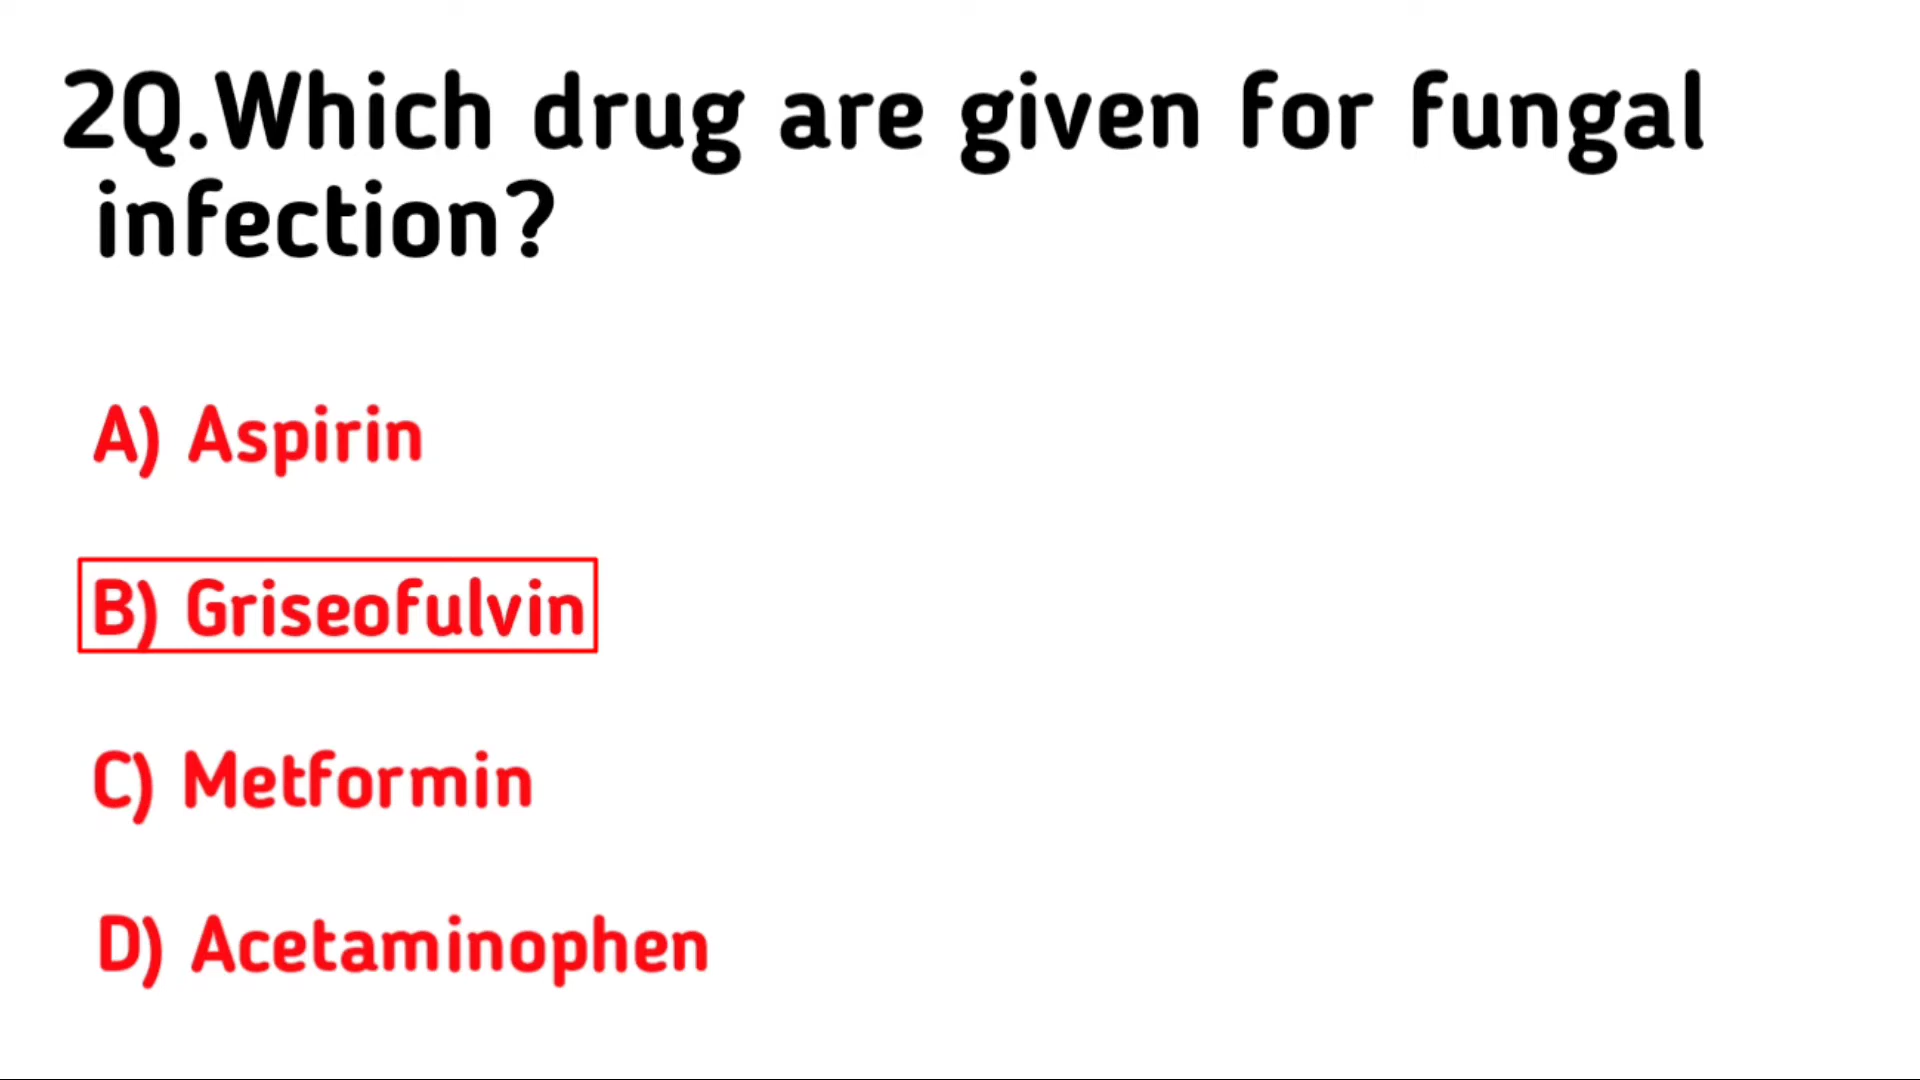 2Q.Which drug are given for fungal
infection?
A) Aspirin
B) Griseofulvin
C) Metformin
D) Acetaminophen